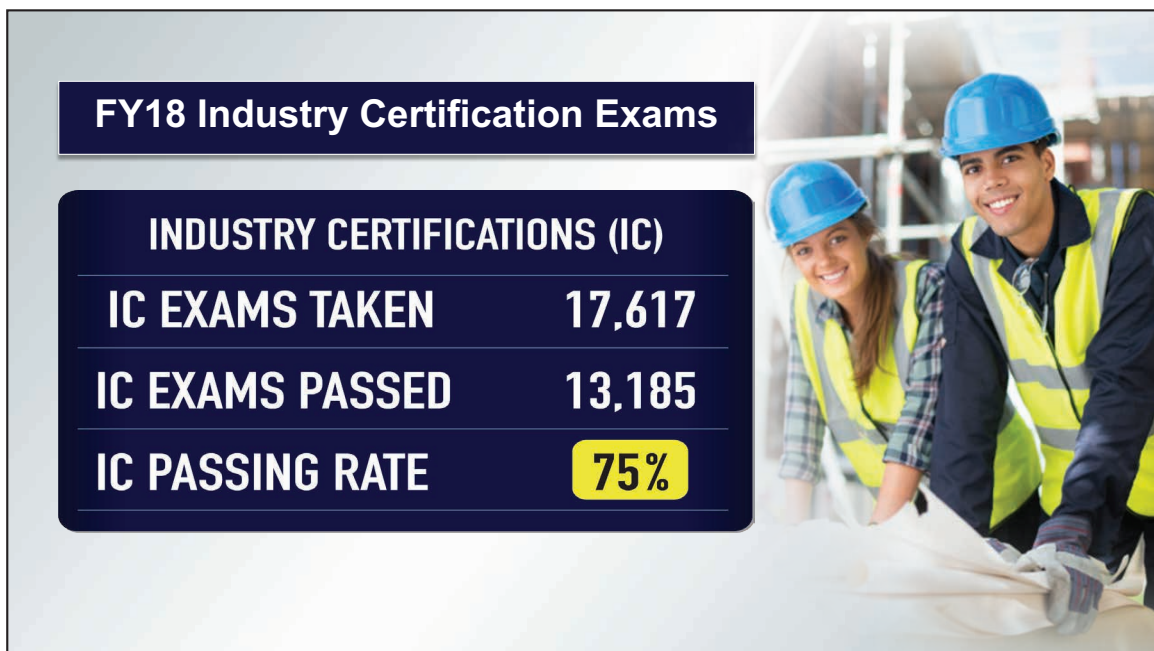 FY18 Industry Certification Exams
INDUSTRY CERTIFICATIONS (IC)
IC EXAMS TAKEN 17,617
IC EXAMS PASSED 13,185
IC PASSING RATE 75%